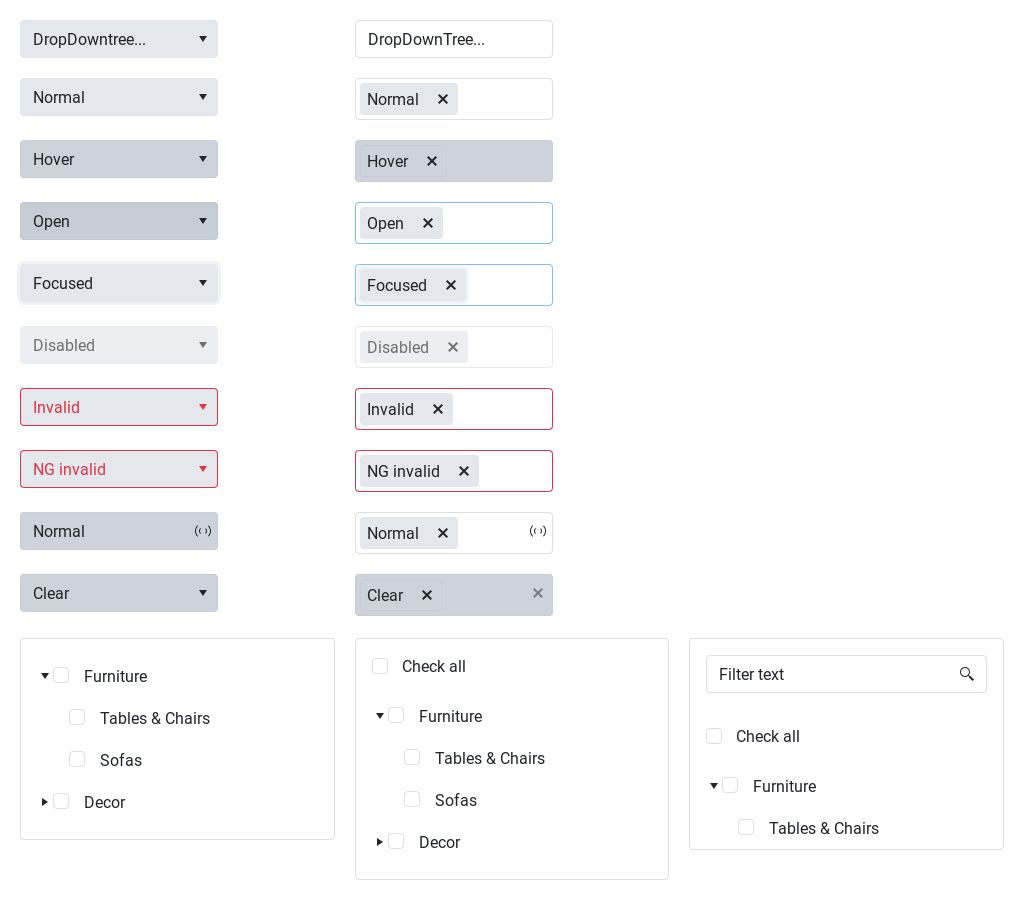 DropDowntree...
DropDownTree...
Normal
Normal
Hover
Hover
Open
Open
Focused
Focused
Disabled
Disabled
Invalid
Invalid
NG invalid
NG invalid
Normal
Normal
Clear
Clear
Furniture
Tables & Chairs
Sofas
Decor
Check all
Furniture
Tables & Chairs
Sofas
Decor
Filter text
Check all
Furniture
Tables & Chairs